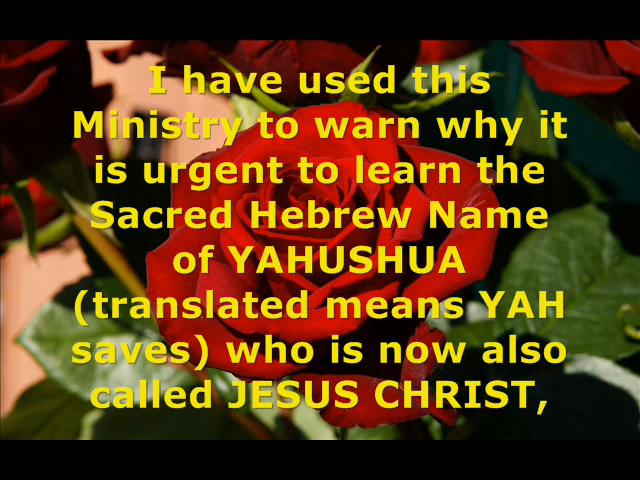 I have used this
Ministry to warn why it
is urgent to learn the
Sacred Hebrew Name
of YAHUSHUA
(translated means YAH
saves) who is now also
called JESUS CHRIST,